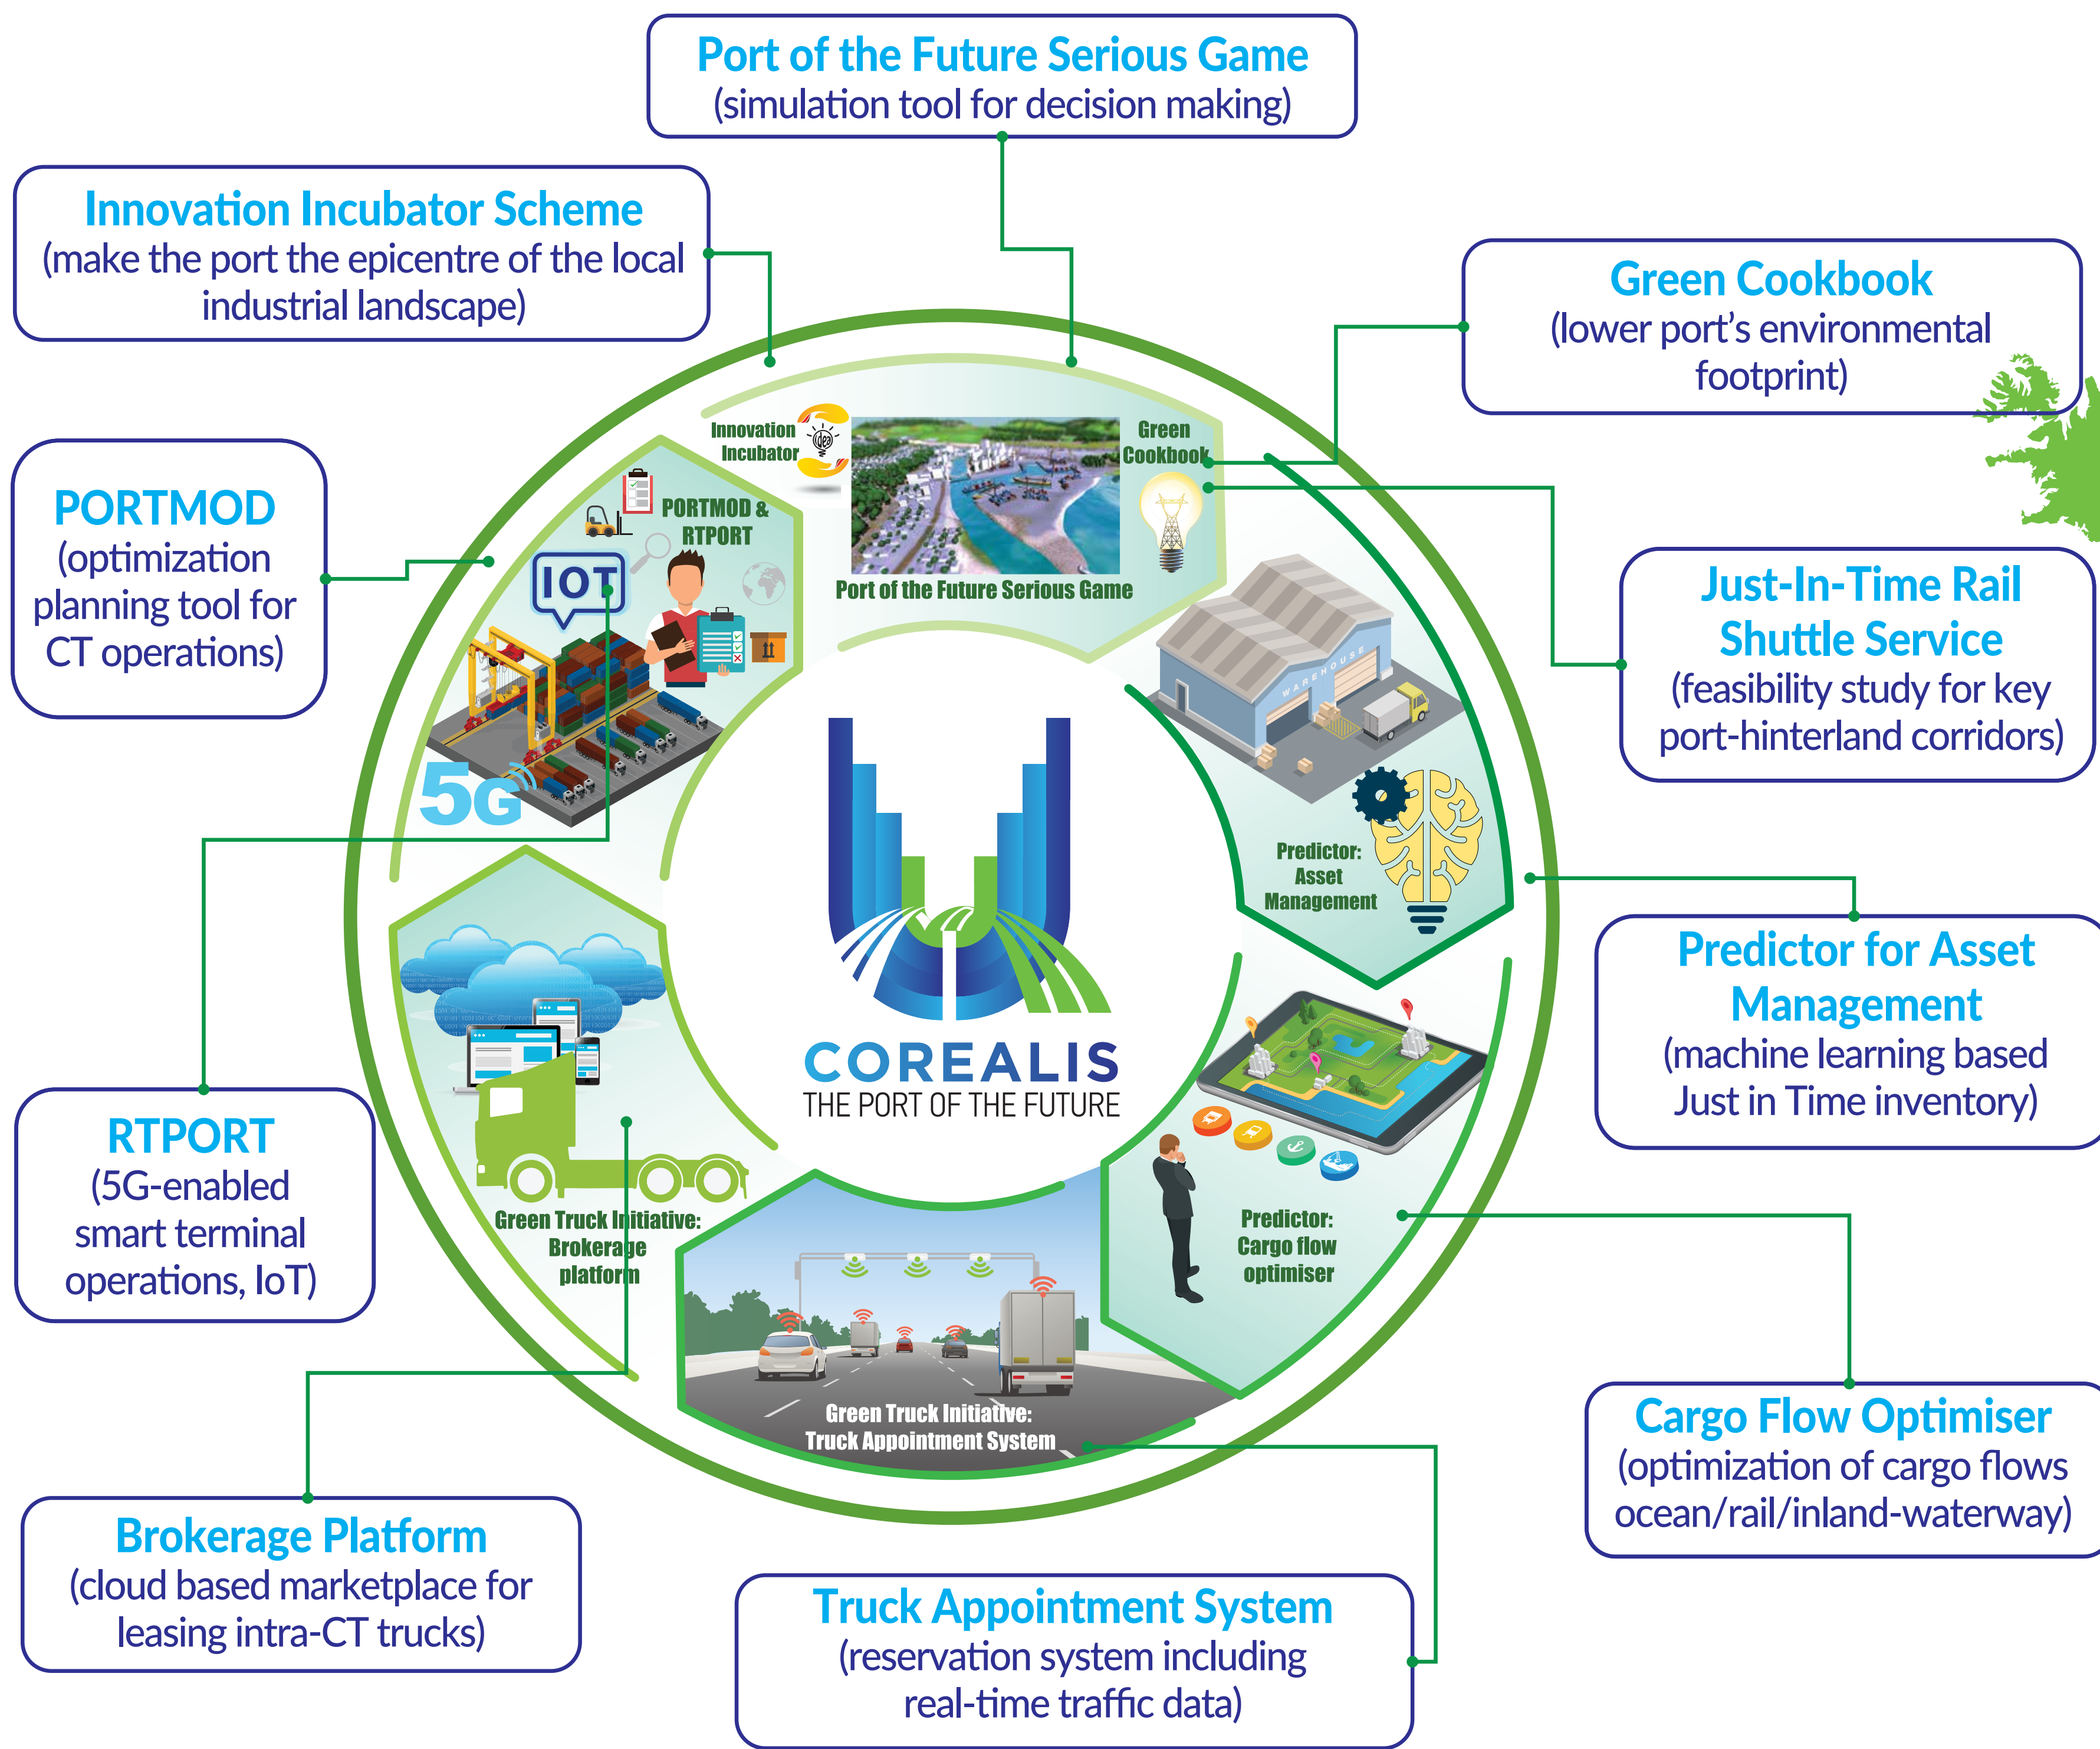 Port of the Future Serious Game
(simulation tool for decision making)
Innovation Incubator Scheme
(make the port the epicentre of the local
industrial landscape)
Green Cookbook
(lower port's environmental
footprint)
PORTMOD
(optimization
planning tool for
CT operations)
Just-In-Time Rail
Shuttle Service
(feasibility study for key
port-hinterland corridors)
Innovation
Incubator
idea
Green
Cookbook
Port of the Future Serious Game
PORTMOD &
RTPORT
IOT
5G
WAREHOUSE
Predictor:
Asset
Management
COREALIS
THE PORT OF THE FUTURE
Predictor for Asset
Management
(machine learning based
Just in Time inventory)
RTPORT
(5G-enabled
smart terminal
operations, IoT)
Green Truck Initiative:
Brokerage
platform
Predictor:
Cargo flow
optimiser
Green Truck Initiative:
Truck Appointment System
Cargo Flow Optimiser
(optimization of cargo flows
ocean/rail/inland-waterway)
Brokerage Platform
(cloud based marketplace for
leasing intra-CT trucks)
Truck Appointment System
(reservation system including
real-time traffic data)